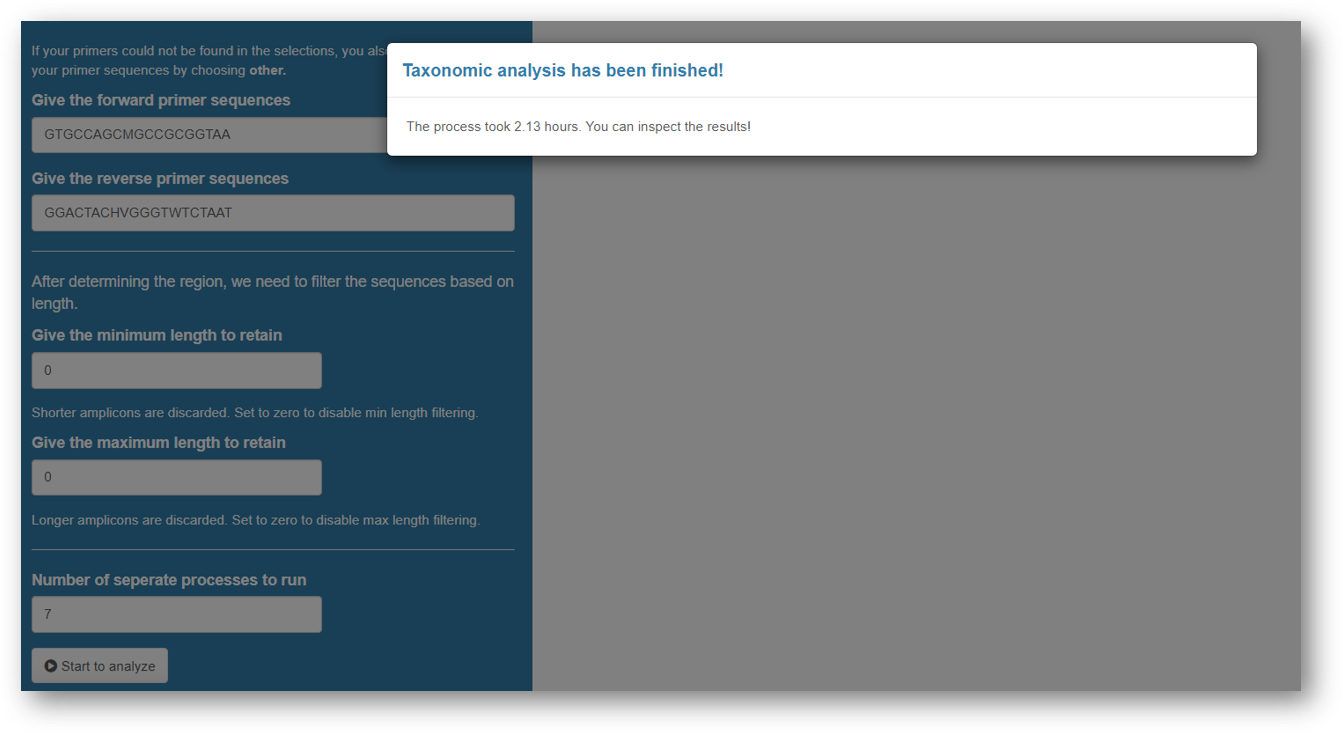 If your primers could not be found in the selections, you
your primer sequences by choosing other.
Taxonomic analysis has been finished!
Give the forward primer sequences
GTGCCAGCMGCCGCGGTAA
The process took 2.13 hours. You can inspect the results!
Give the reverse primer sequences
GGACTACHVGGGTWTCTAAT
After determining the region, we need to filter the sequences based on
length.
Give the minimum length to retain
0
Shorter amplicons are discarded. Set to zero to disable min length filtering.
Give the maximum length to retain
0
Longer amplicons are discarded. Set to zero to disable max length filtering.
Number of seperate processes to run
7
Start to analyze